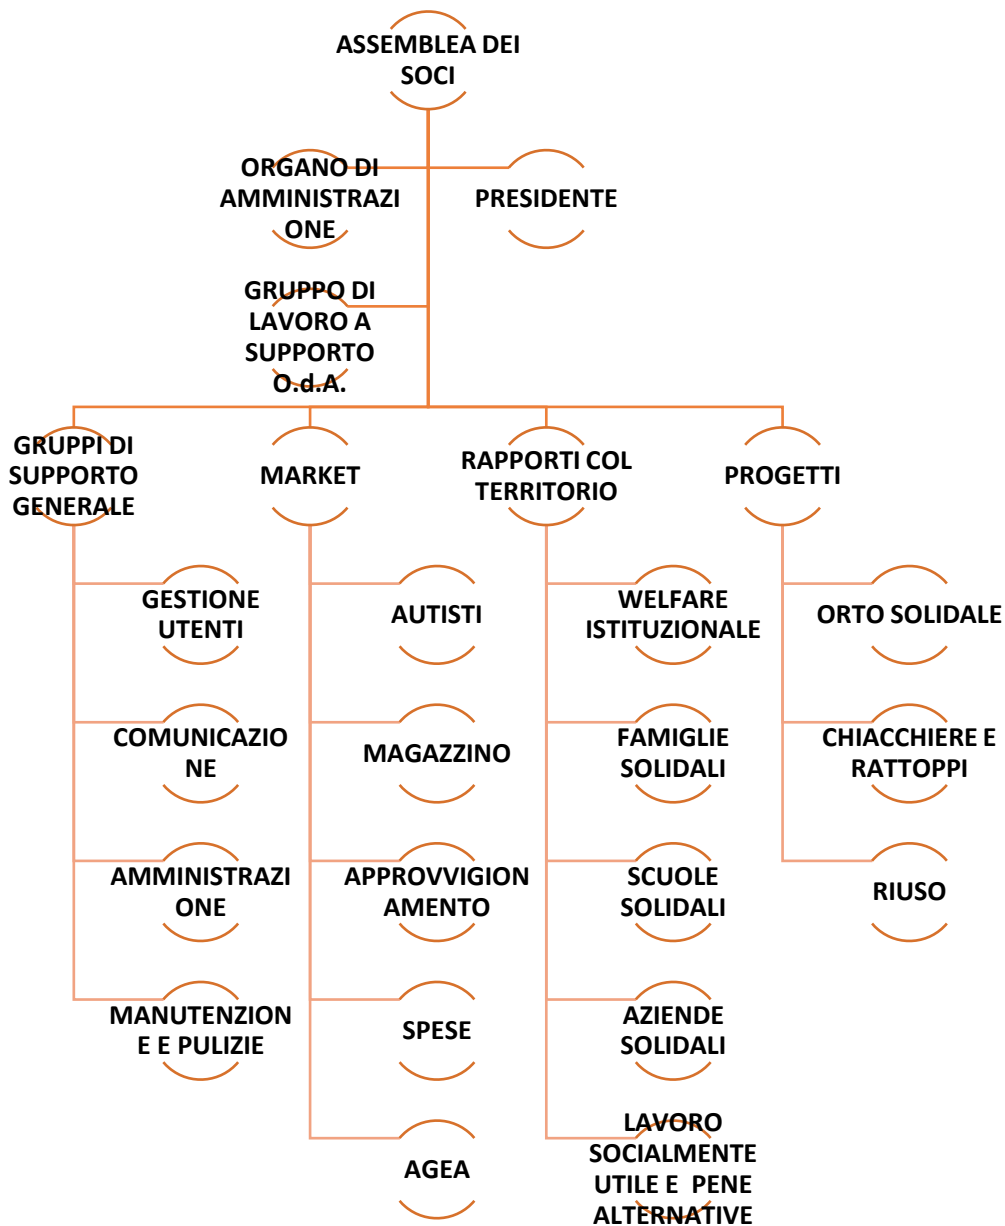 ASSEMBLEA DEI
SOCI
ORGANO DI
AMMINISTRAZI
ONE
PRESIDENTE
GRUPPO DI
LAVORO A
SUPPORTO
O.d.A.
GRUPPI DI
SUPPORTO
GENERALE
MARKET
RAPPORTI COL
TERRITORIO
PROGETTI
GESTIONE
UTENTI
COMUNICAZIO
NE
AMMINISTRAZI
ONE
MANUTENZION
E E PULIZIE
AUTISTI
MAGAZZINO
APPROVVIGION
AMENTO
SPESE
AGEA
WELFARE
ISTITUZIONALE
FAMIGLIE
SOLIDALI
SCUOLE
SOLIDALI
AZIENDE
SOLIDALI
LAVORO
SOCIALMENTE
UTILE E  PENE
ALTERNATIVE
ORTO SOLIDALE
CHIACCHIERE E
RATTOPPI
RIUSO